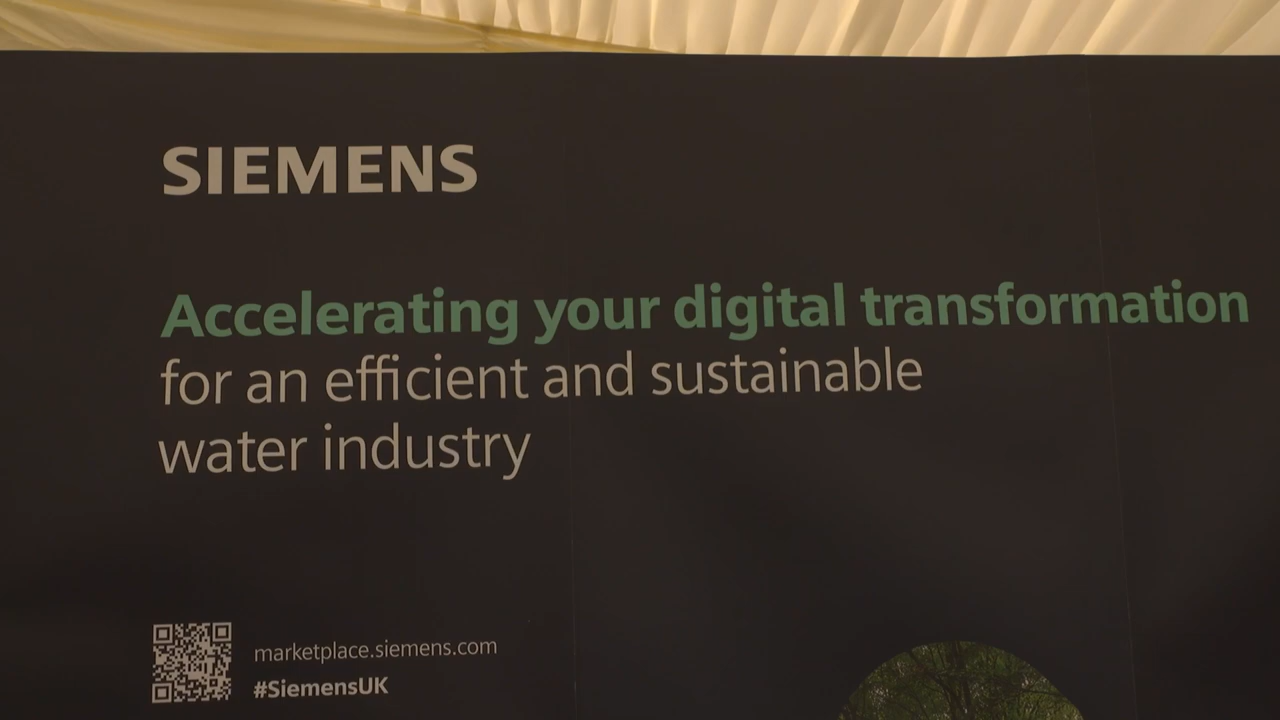 SIEMENS
Accelerating your digital transformation
for an efficient and sustainable
water industry
marketplace.siemens.com
#SiemensUK